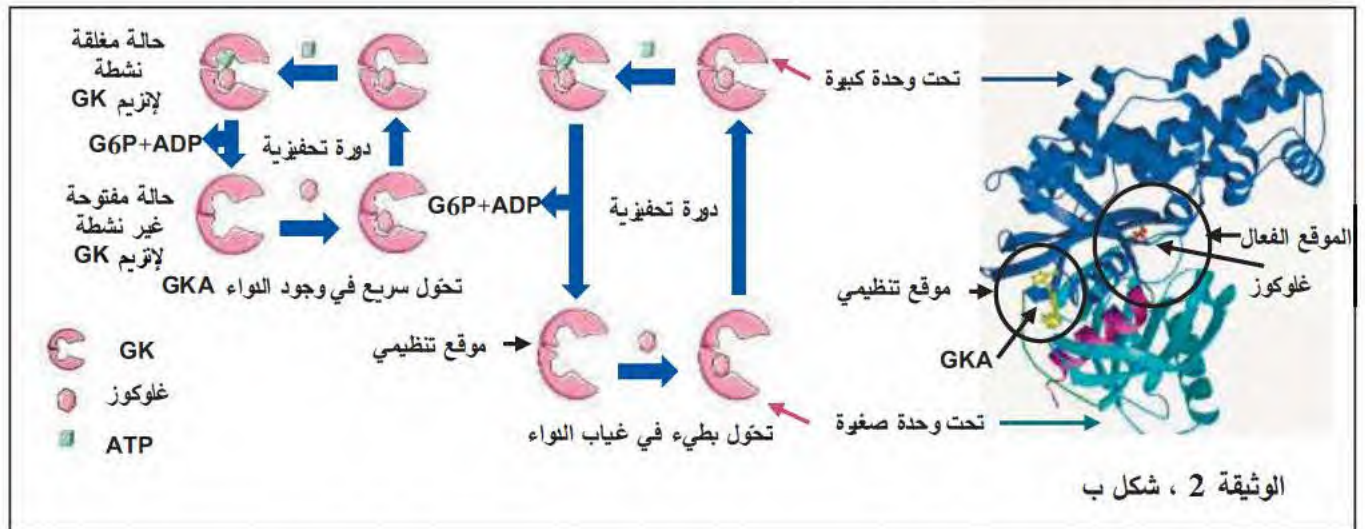 حالة مغلقة
نشطة
لإنزيم GK
ATP
G6P+ADP
دورة تحفيزية
حالة مفتوحة
غير نشطة
لإنزيم GK
تحوّل سريع في وجود الدواء GKA
GK
غلوكوز
ATP
ATP
G6P+ADP
دورة تحفيزية
موقع تنظيمي
تحوّل بطيء في غياب الدواء
تحت وحدة كبيرة
الموقع الفعال
غلوكوز
موقع تنظيمي
GKA
تحت وحدة صغيرة
الوثيقة 2 ، شكل ب